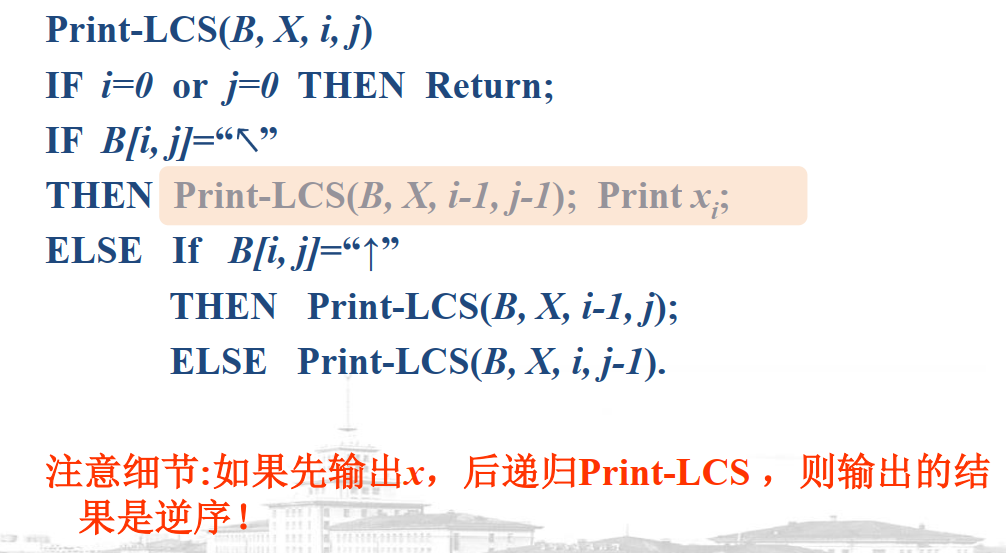 Print-LCS(B, X, i, j)
IF i=0 or j=0 THEN Return;
IF B[i, j]=“↖”
THEN Print-LCS(B, X, i-1, j-1); Print xi;
ELSE If B[i, j]=“↑”
THEN Print-LCS(B, X, i-1, j);
ELSE Print-LCS(B, X, i, j-1).
注意细节:如果先输出x，后递归Print-LCS ，则输出的结
果是逆序！